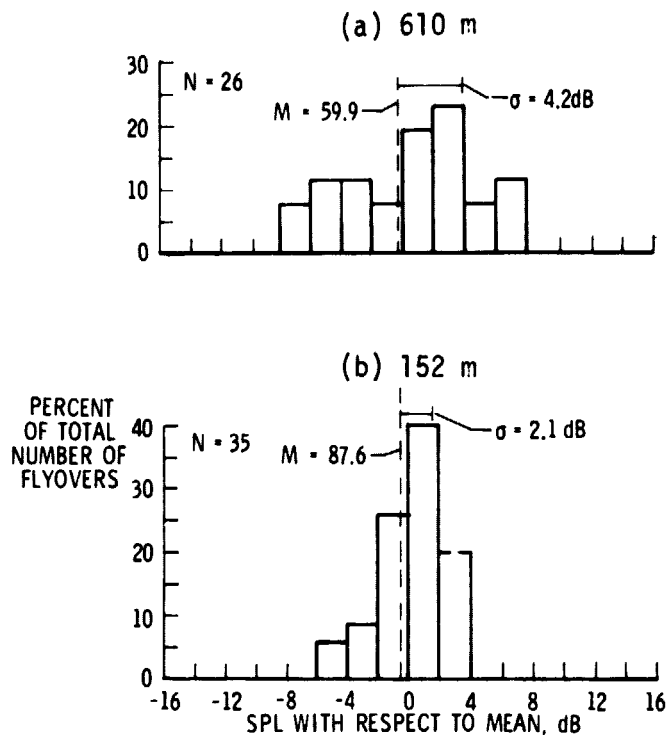 (a) 610 m
30
20
10
0
N = 26
M = 59.9
σ = 4.2dB
(b) 152 m
PERCENT
OF TOTAL
NUMBER OF
FLYOVERS
40
30
20
10
0
N = 35
M = 87.6
σ = 2.1 dB
-16 -12 -8 -4 0 4 8 12 16
SPL WITH RESPECT TO MEAN, dB